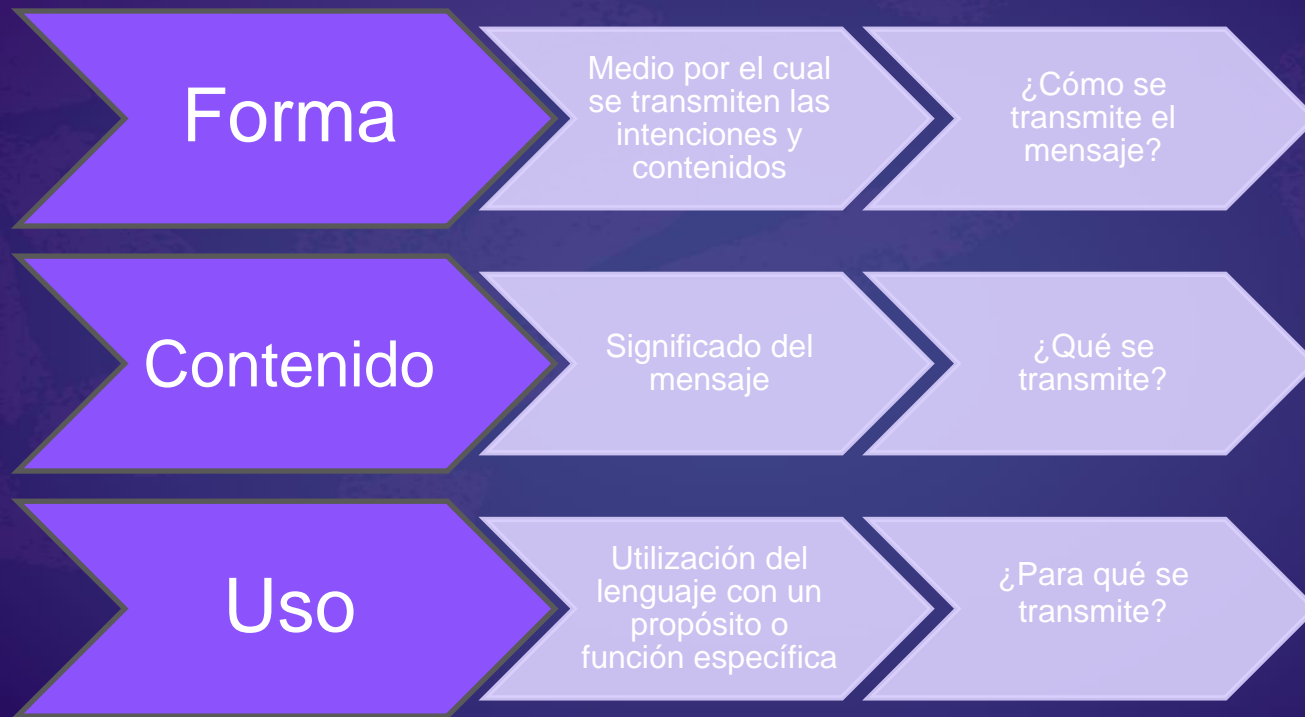 Forma
Medio por el cual
se transmiten las
intenciones y
contenidos
¿Cómo se
transmite el
mensaje?
Contenido
Significado del
mensaje
¿Qué se
transmite?
Uso
Utilización del
lenguaje con un
propósito o
función específica
¿Para qué se
transmite?